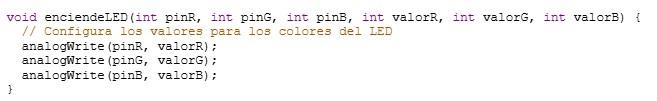 void enciendeLED(int pinR, int pinG, int pinB, int valorR, int valorG, int valorB) {
  // Configura los valores para los colores del LED
  analogWrite(pinR, valorR);
  analogWrite(pinG, valorG);
  analogWrite(pinB, valorB);
}